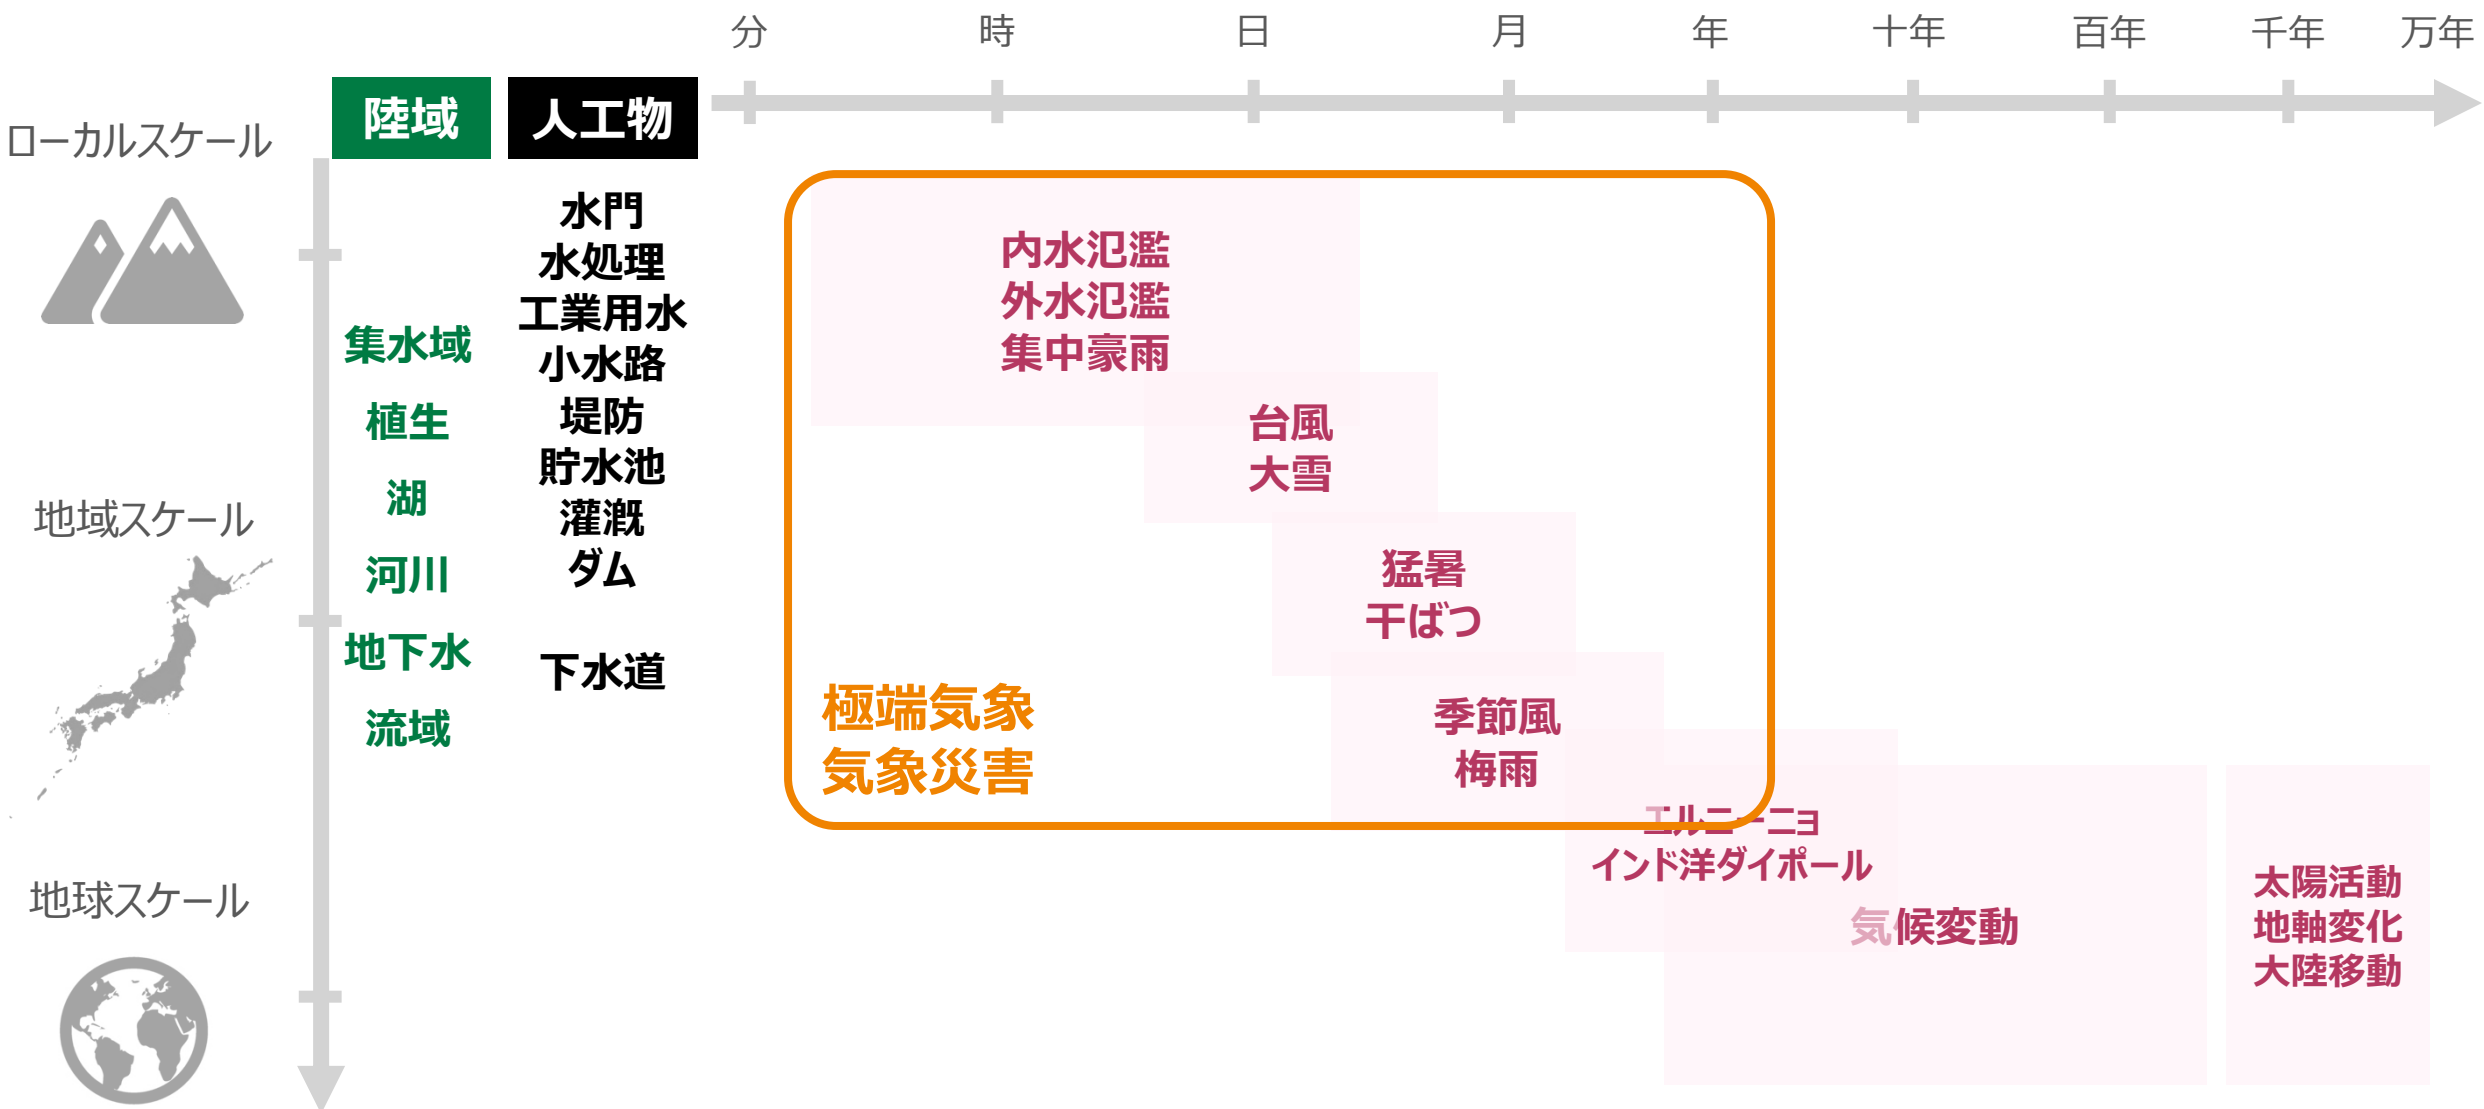 分
時
日
月
年
十年
百年
千年
万年
陸域
人工物
ローカルスケール
地域スケール
地球スケール
集水域
植生
湖
河川
地下水
流域
水門
水処理
工業用水
小水路
堤防
貯水池
灌漑
ダム
下水道
内水氾濫
外水氾濫
集中豪雨
台風
大雪
猛暑
干ばつ
季節風
梅雨
極端気象
気象災害
エルニーニョ
インド洋ダイポール
気候変動
太陽活動
地軸変化
大陸移動